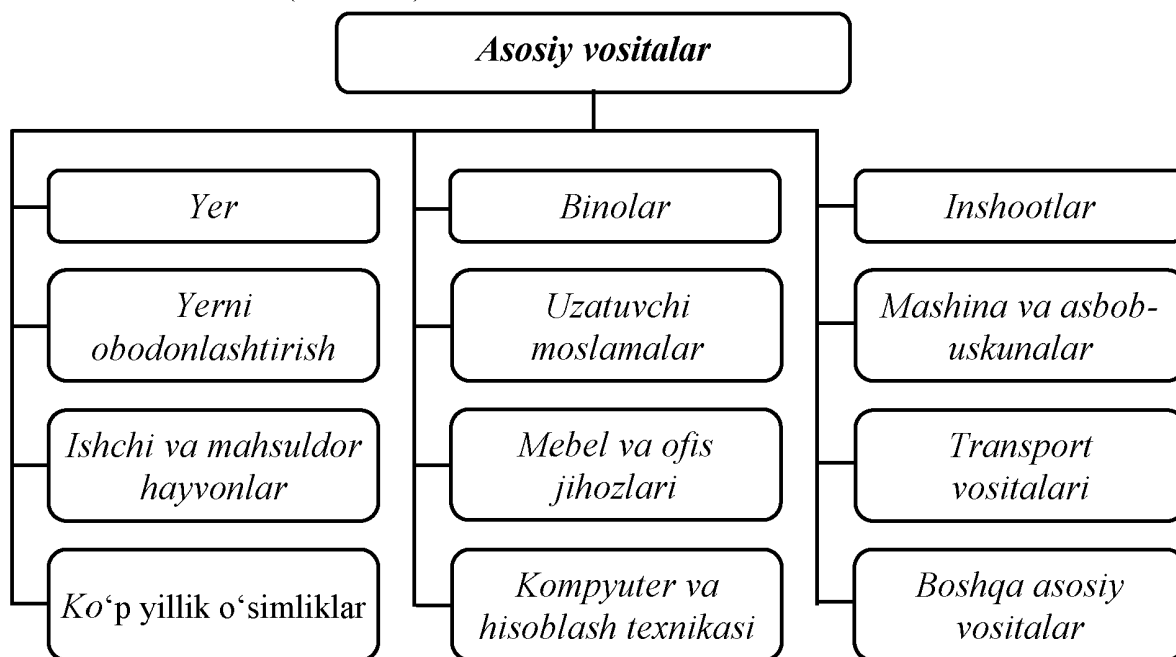 Asosiy vositalar
Yer
Binolar
Inshootlar
Yerni
obodonlashtirish
Uzatuvchi
moslamalar
Mashina va asbob-
uskunalar
Ishchi va mahsuldor
hayvonlar
Mebel va ofis
jihozlari
Transport
vositalari
Ko‘p yillik o‘simliklar
Kompyuter va
hisoblash texnikasi
Boshqa asosiy
vositalar